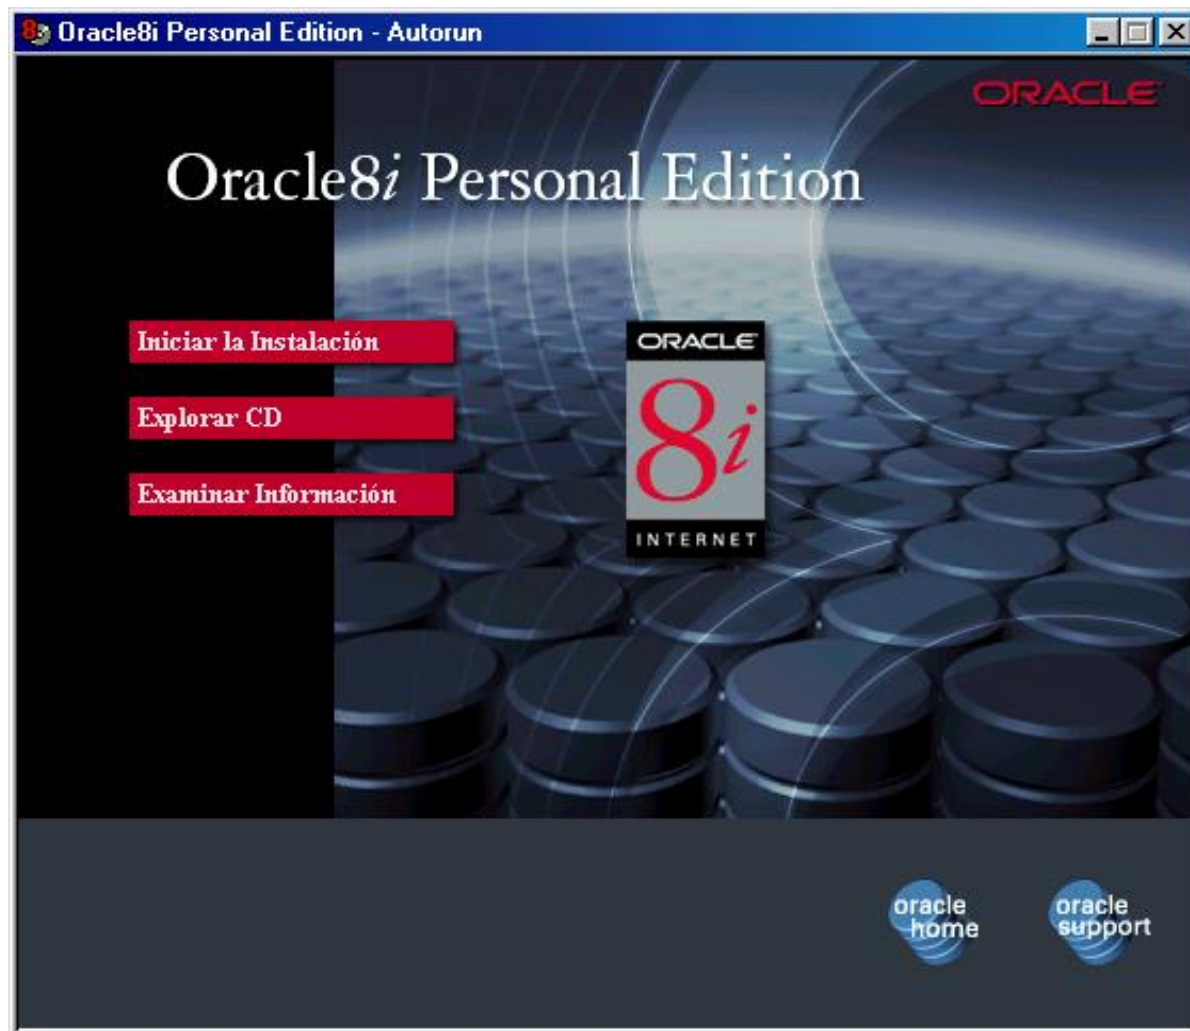 Oracle8i Personal Edition - Autorun
ORACLE
Oracle8i Personal Edition
Iniciar la Instalación
Explorar CD
Examinar Información
ORACLE
8i
INTERNET
oracle
home
oracle
support